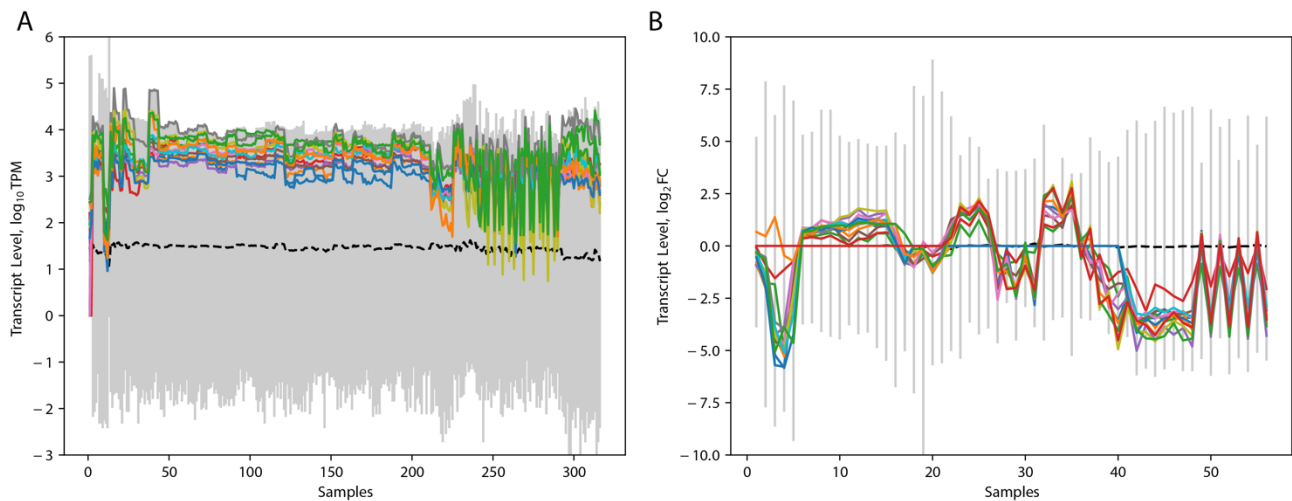 A
B
Transcript Level, log₁₀TPM
6
5
4
3
2
1
0
−1
−2
−3
0 50 100 150 200 250 300
Samples
Transcript Level, log₂FC
10.0
7.5
5.0
2.5
0.0
−2.5
−5.0
−7.5
−10.0
0 10 20 30 40 50
Samples